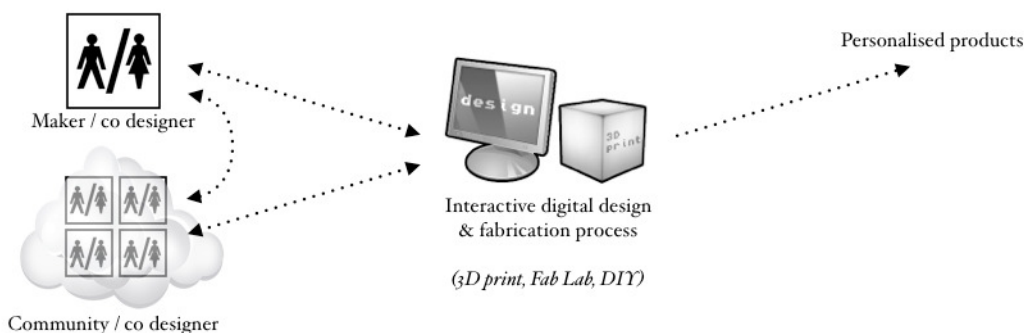 Personalised products
design
Maker / co designer
3D
print
Interactive digital design
& fabrication process
(3D print, Fab Lab, DIY)
Community / co designer